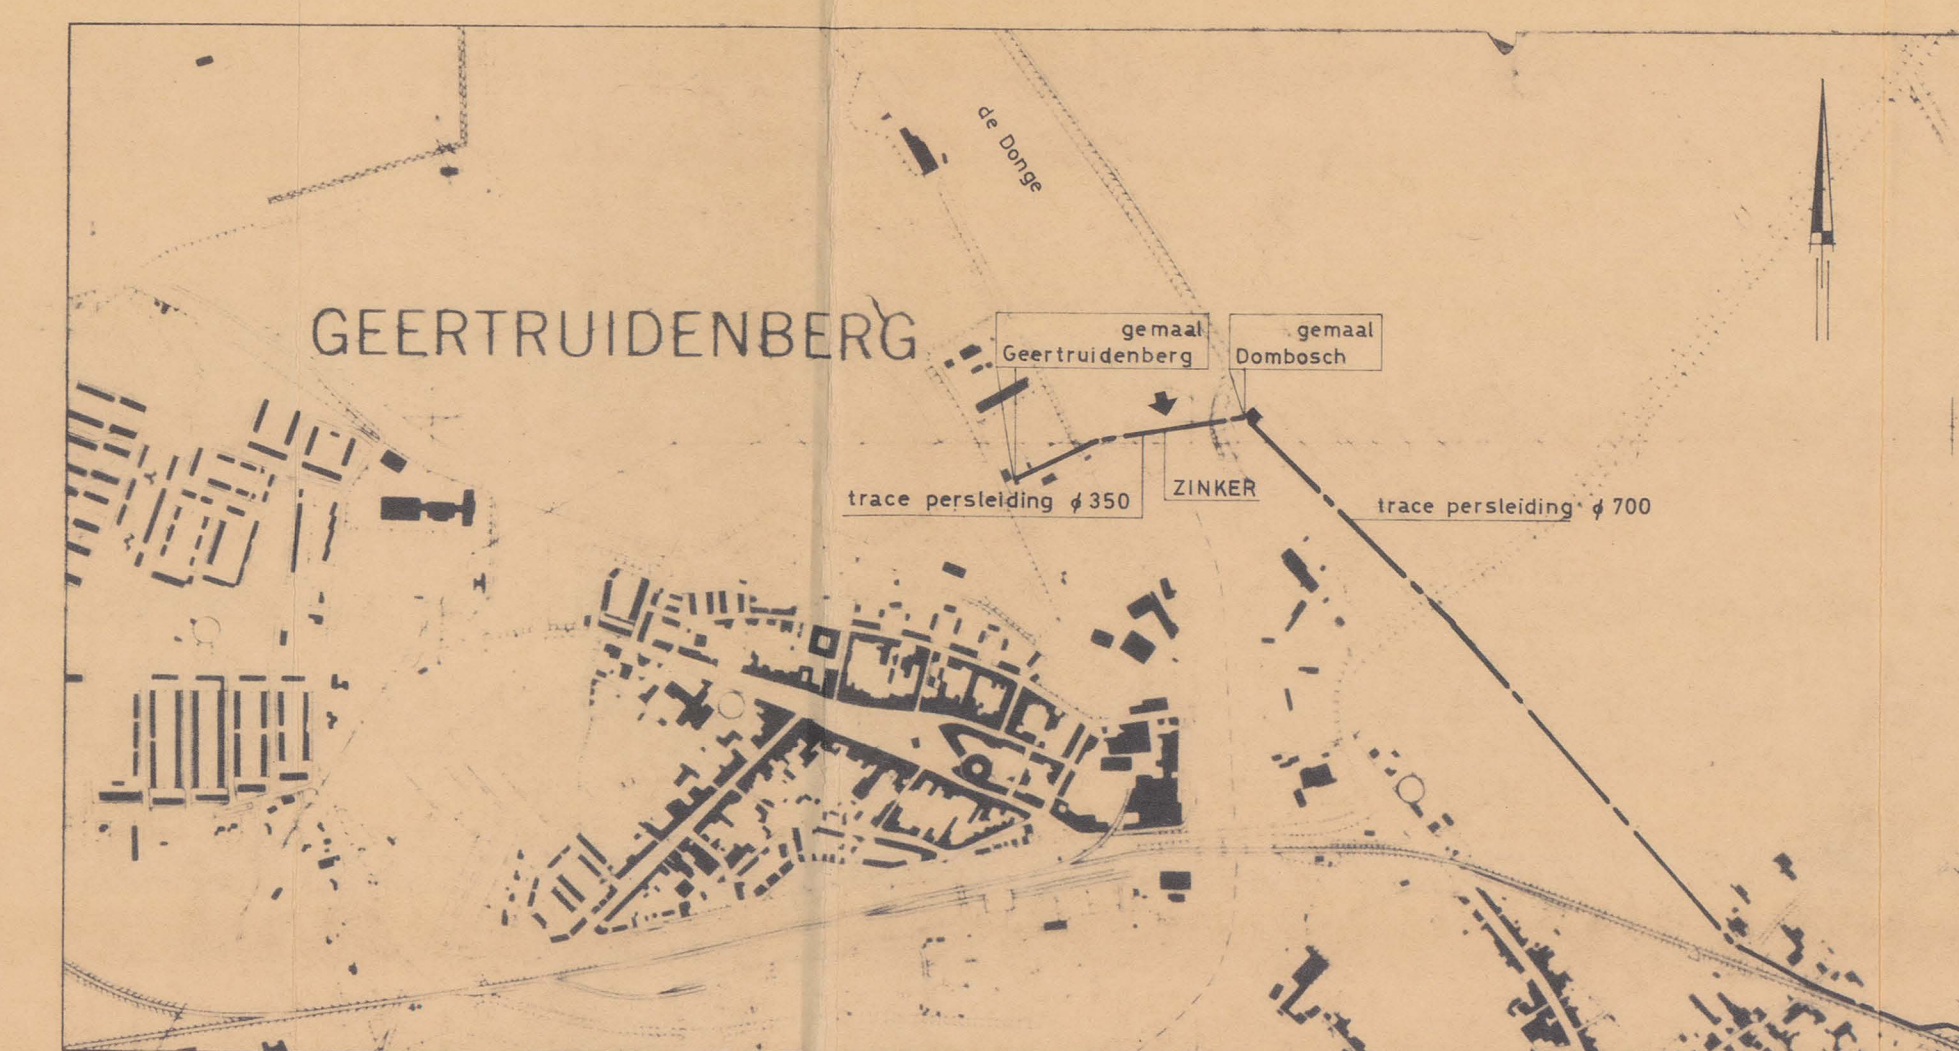 de Donge
GEERTRUIDENBERG
gemaal
Geertruidenberg
gemaal
Dombosch
trace persleiding ⌀ 350
ZINKER
trace persleiding ⌀ 700